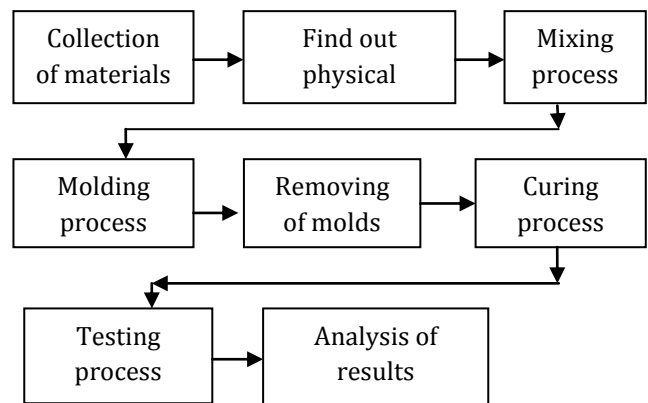 Collection
of materials
Find out
physical
Mixing
process
Molding
process
Removing
of molds
Curing
process
Testing
process
Analysis of
results